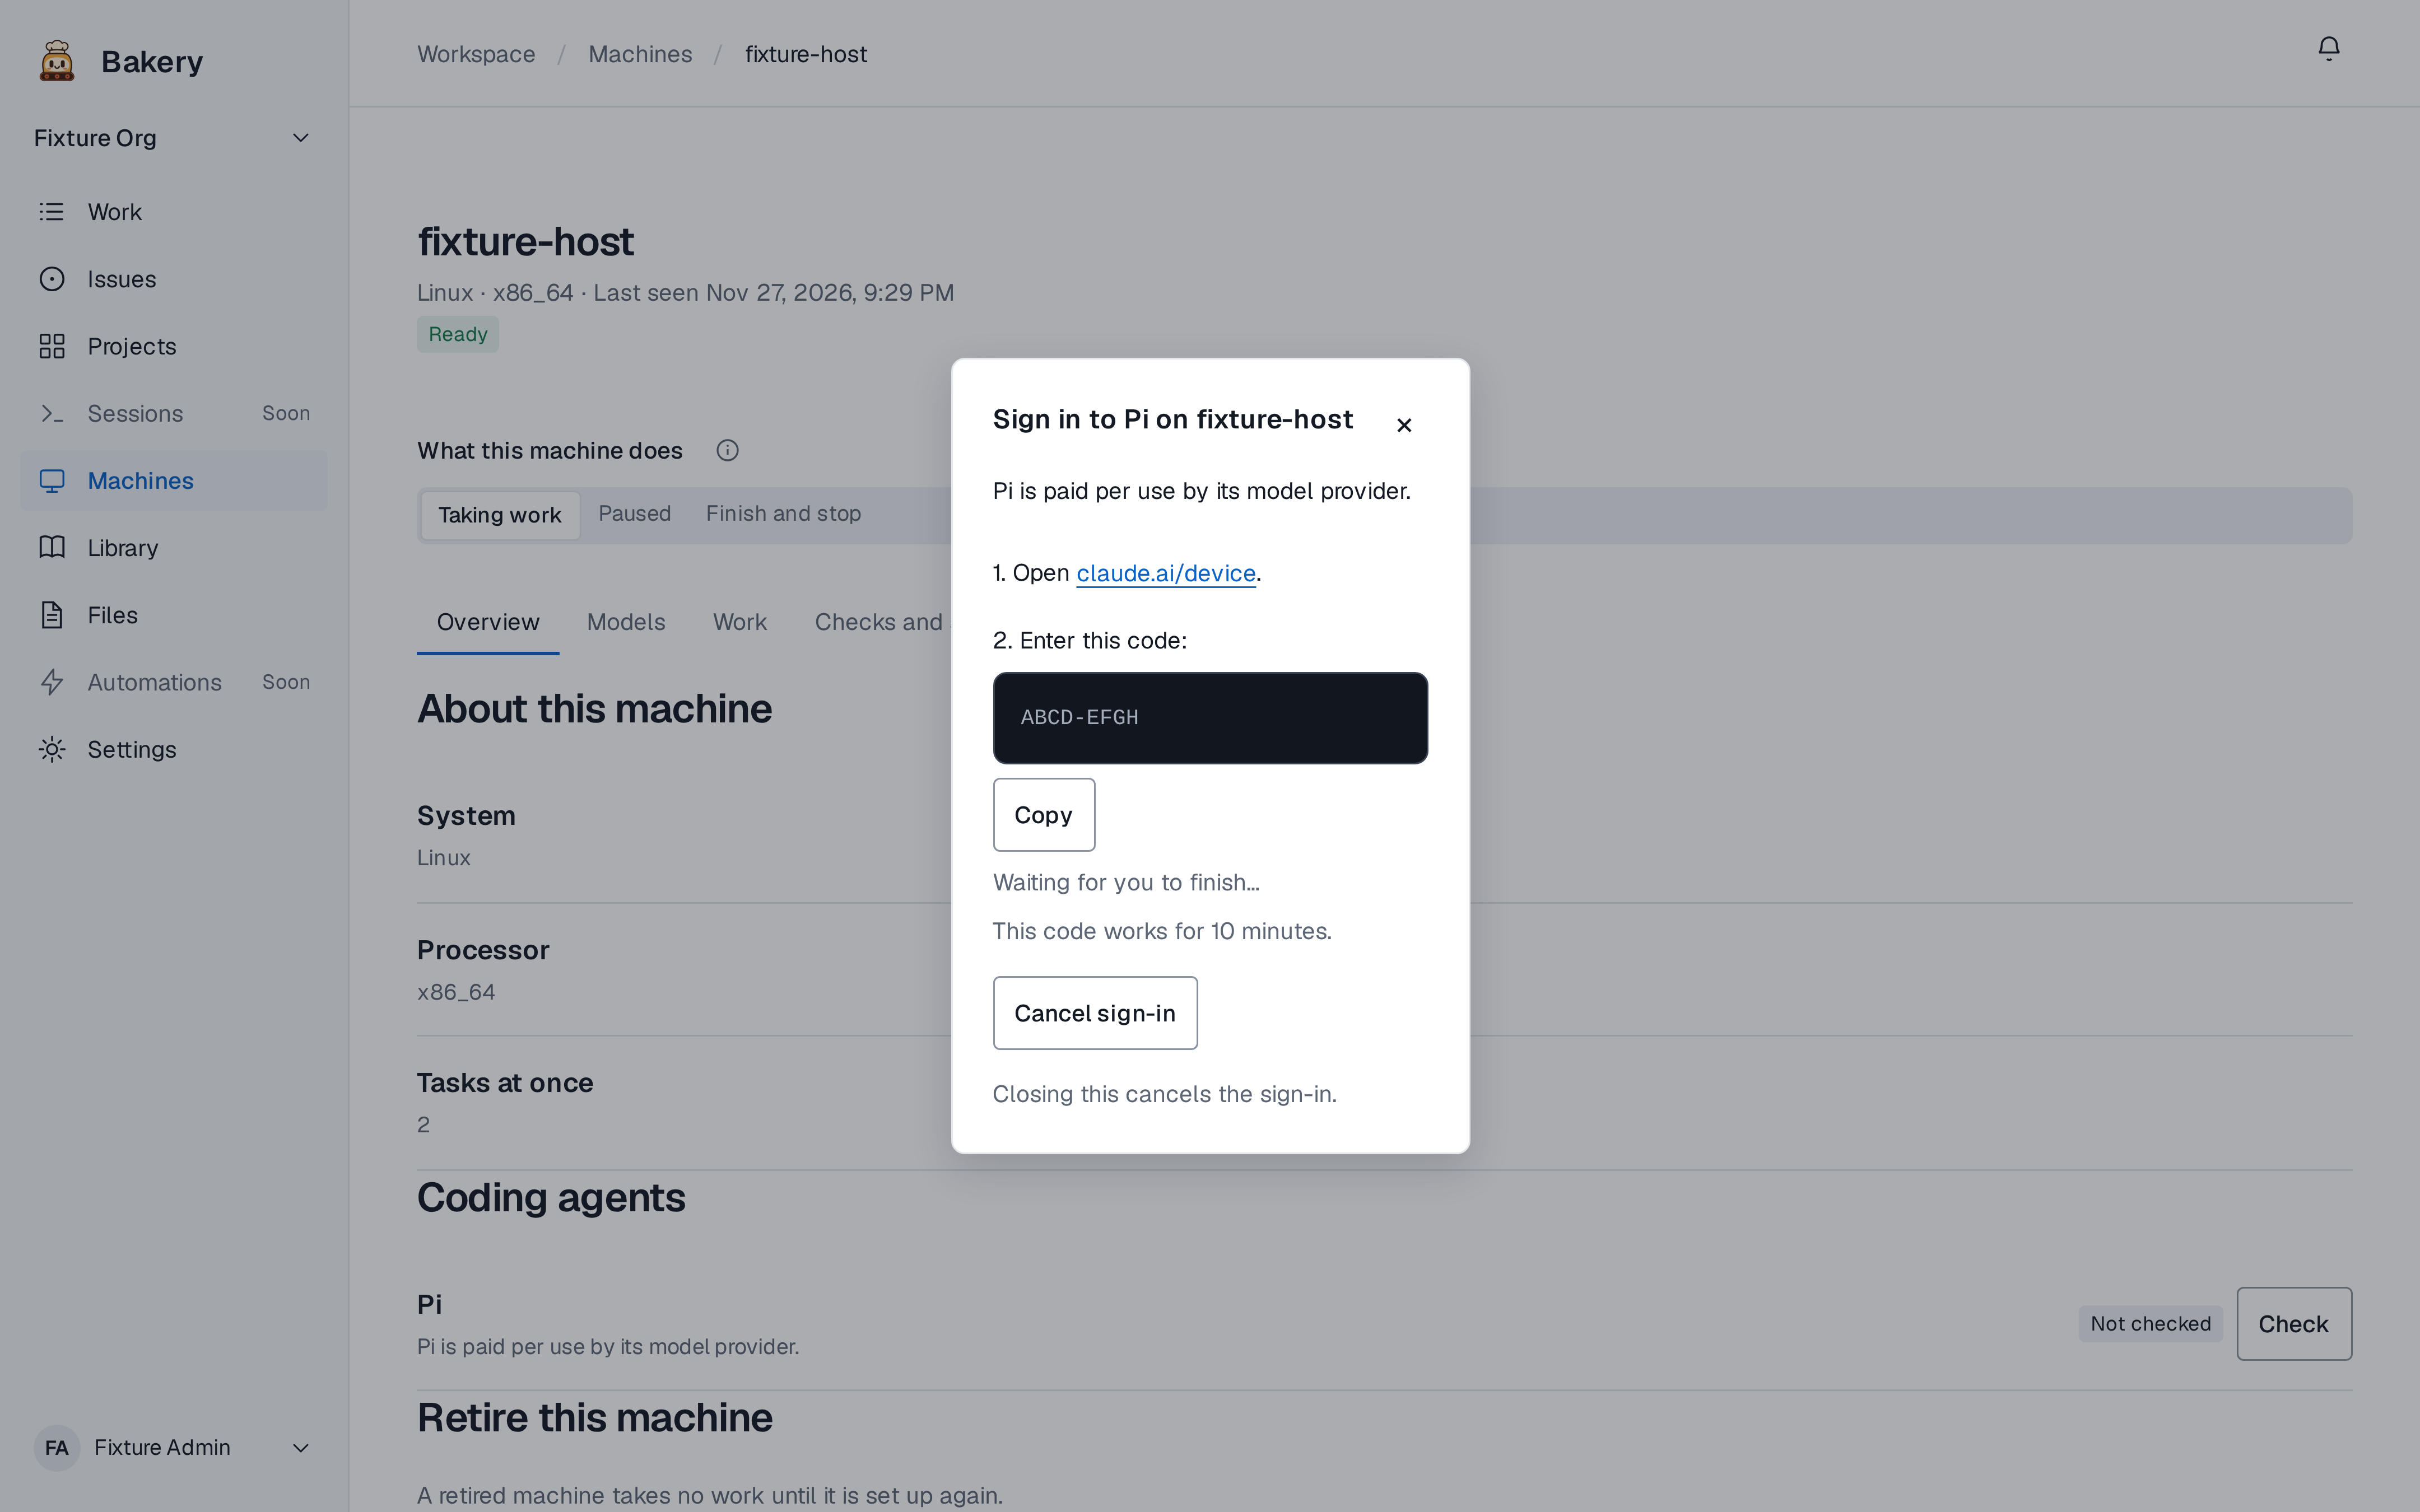 Bakery
Fixture Org
Work
Issues
Projects
Sessions Soon
Machines
Library
Files
Automations Soon
Settings
FA Fixture Admin
Workspace / Machines / fixture-host
fixture-host
Linux · x86_64 · Last seen Nov 27, 2026, 9:29 PM
Ready
What this machine does
Taking work Paused Finish and stop
Overview Models Work Checks and
About this machine
System
Linux
Processor
x86_64
Tasks at once
2
Coding agents
Pi
Pi is paid per use by its model provider.
Not checked Check
Retire this machine
A retired machine takes no work until it is set up again.
Sign in to Pi on fixture-host
Pi is paid per use by its model provider.
1. Open claude.ai/device.
2. Enter this code:
ABCD-EFGH
Copy
Waiting for you to finish…
This code works for 10 minutes.
Cancel sign-in
Closing this cancels the sign-in.